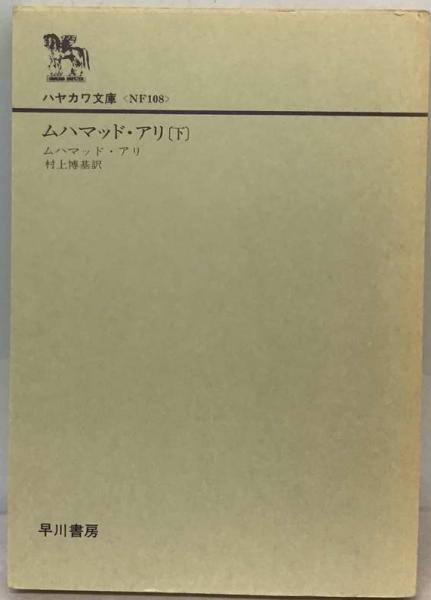 ハヤカワ文庫〈NF108〉
ムハマッド・アリ〔下〕
ムハマッド・アリ
村上博基訳
早川書房